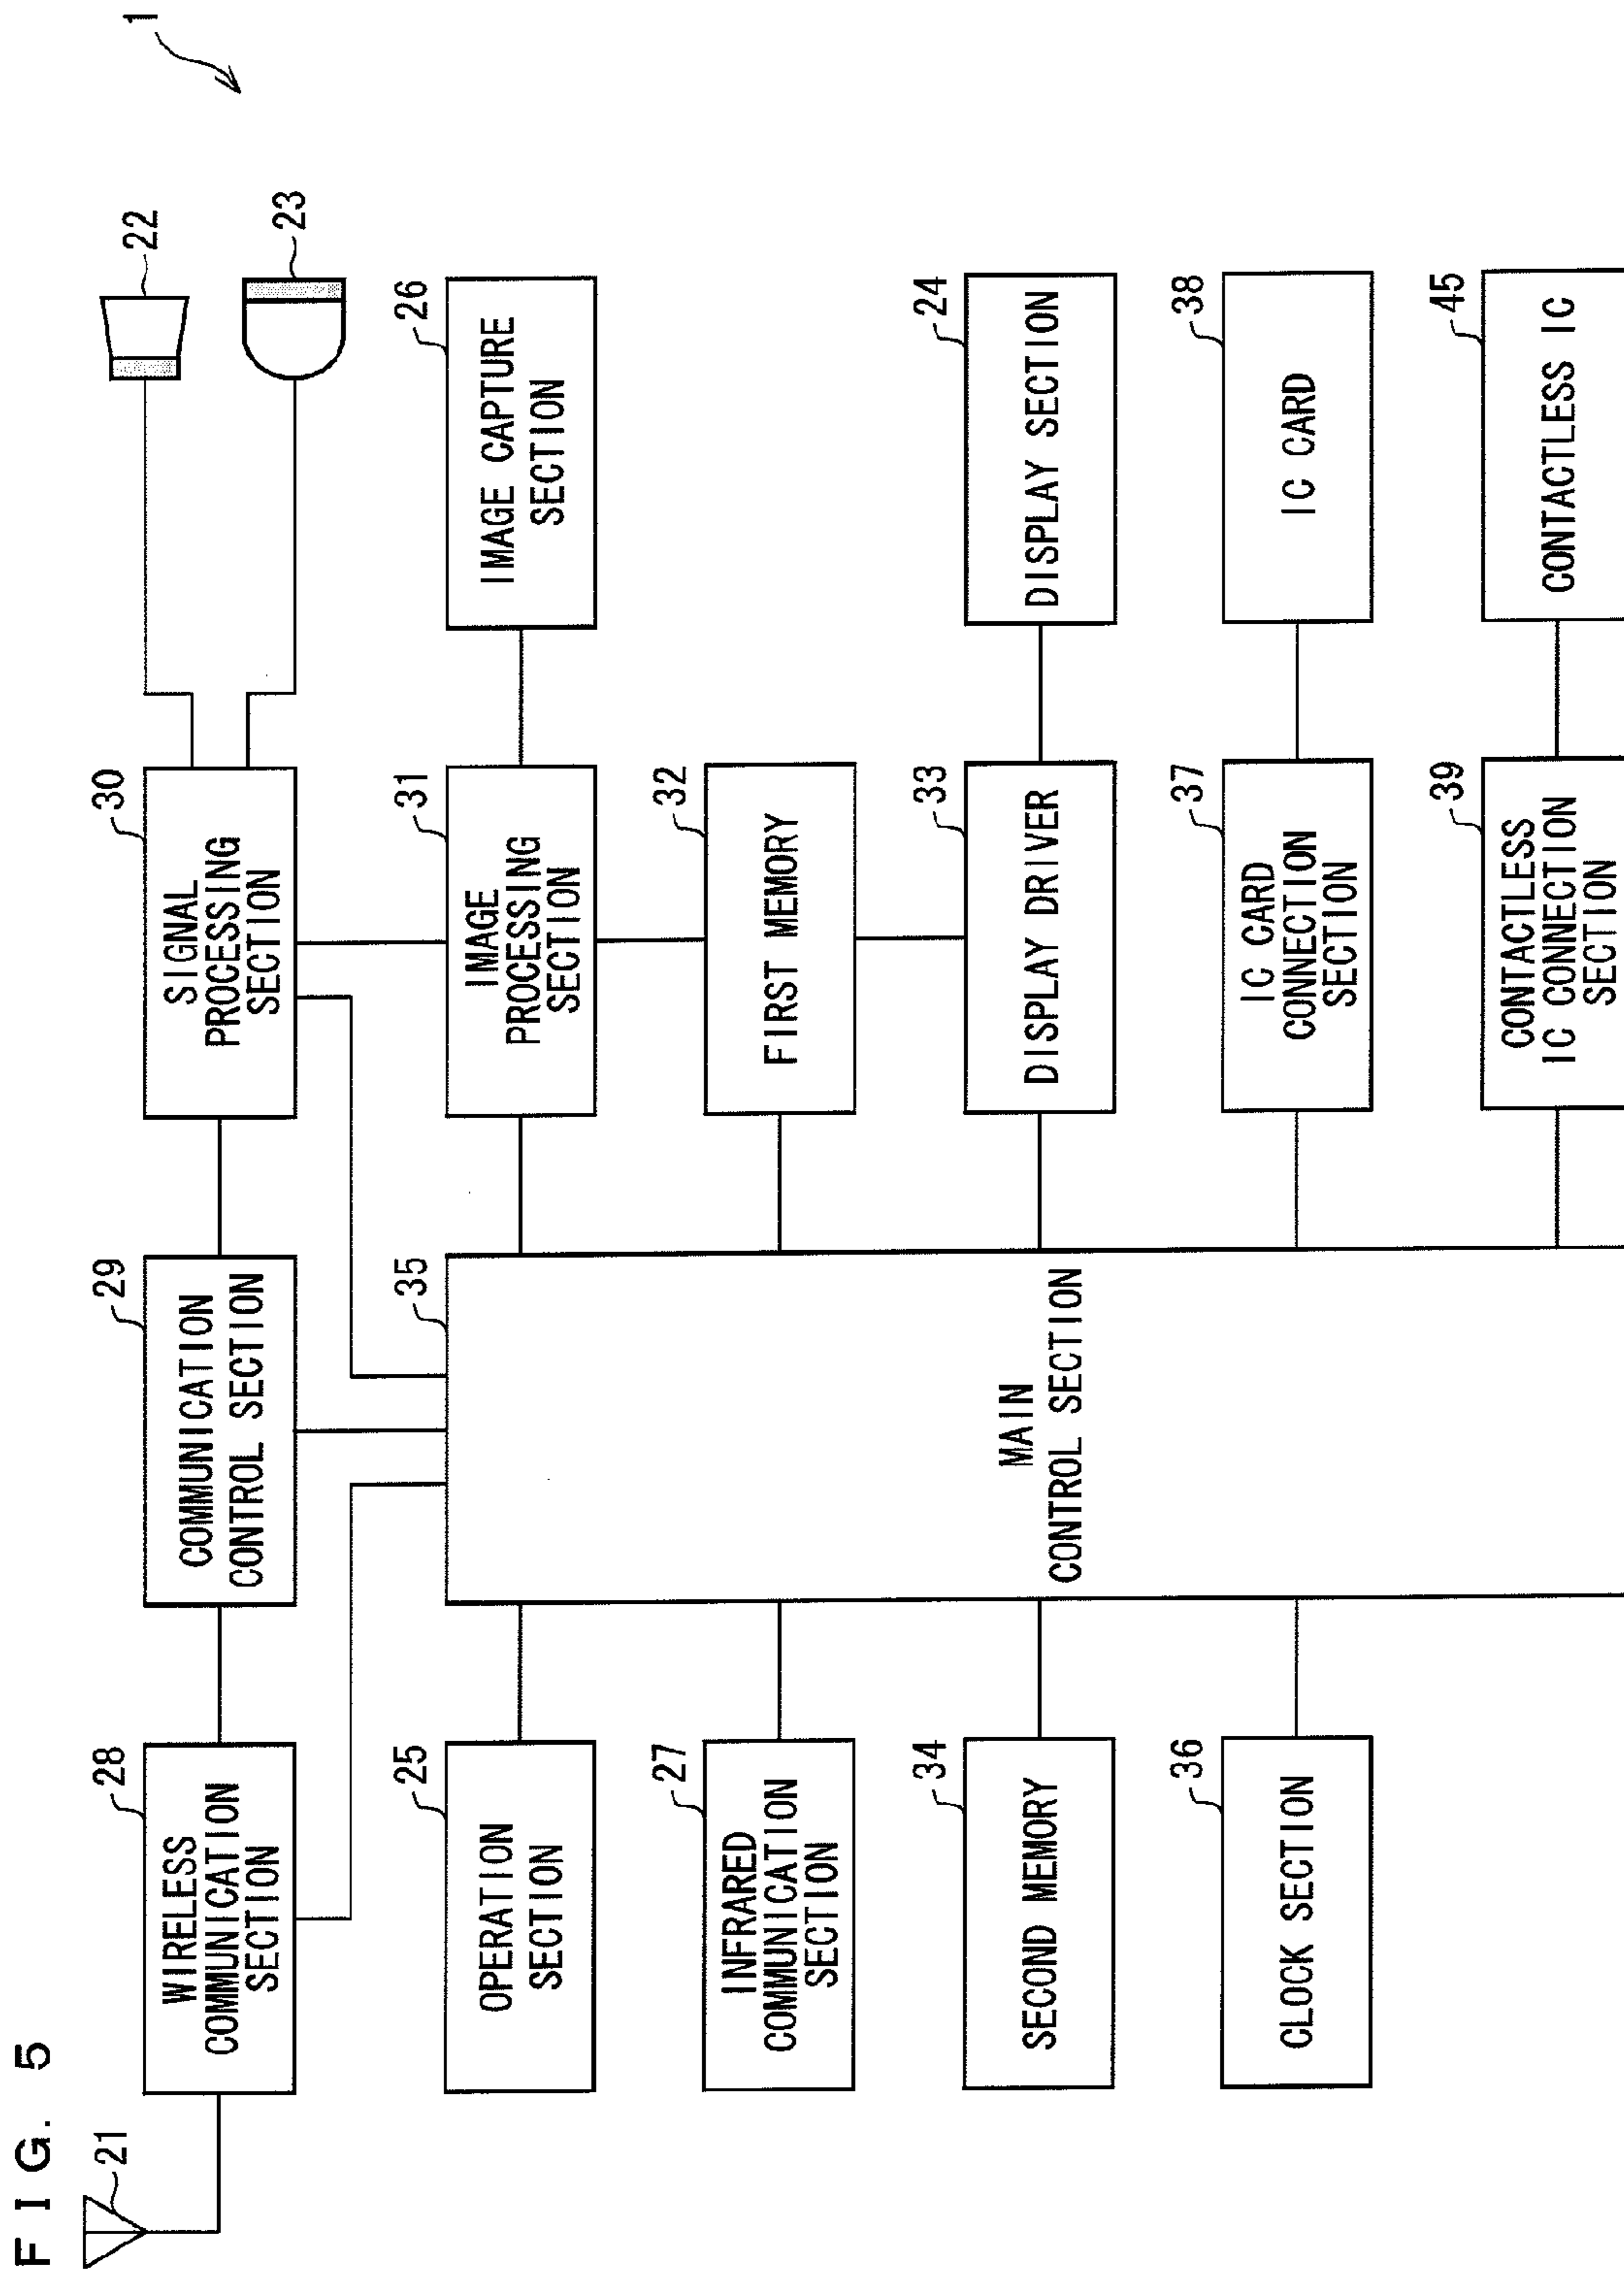 FIG. 5
1
21
22
23
28
WIRELESS
COMMUNICATION
SECTION
29
COMMUNICATION
CONTROL SECTION
30
SIGNAL
PROCESSING
SECTION
25
OPERATION
SECTION
35
MAIN
CONTROL SECTION
31
IMAGE
PROCESSING
SECTION
26
IMAGE CAPTURE
SECTION
27
INFRARED
COMMUNICATION
SECTION
32
FIRST MEMORY
34
SECOND MEMORY
33
DISPLAY DRIVER
24
DISPLAY SECTION
36
CLOCK SECTION
37
IC CARD
CONNECTION
SECTION
38
IC CARD
39
CONTACTLESS
IC CONNECTION
SECTION
45
CONTACTLESS IC